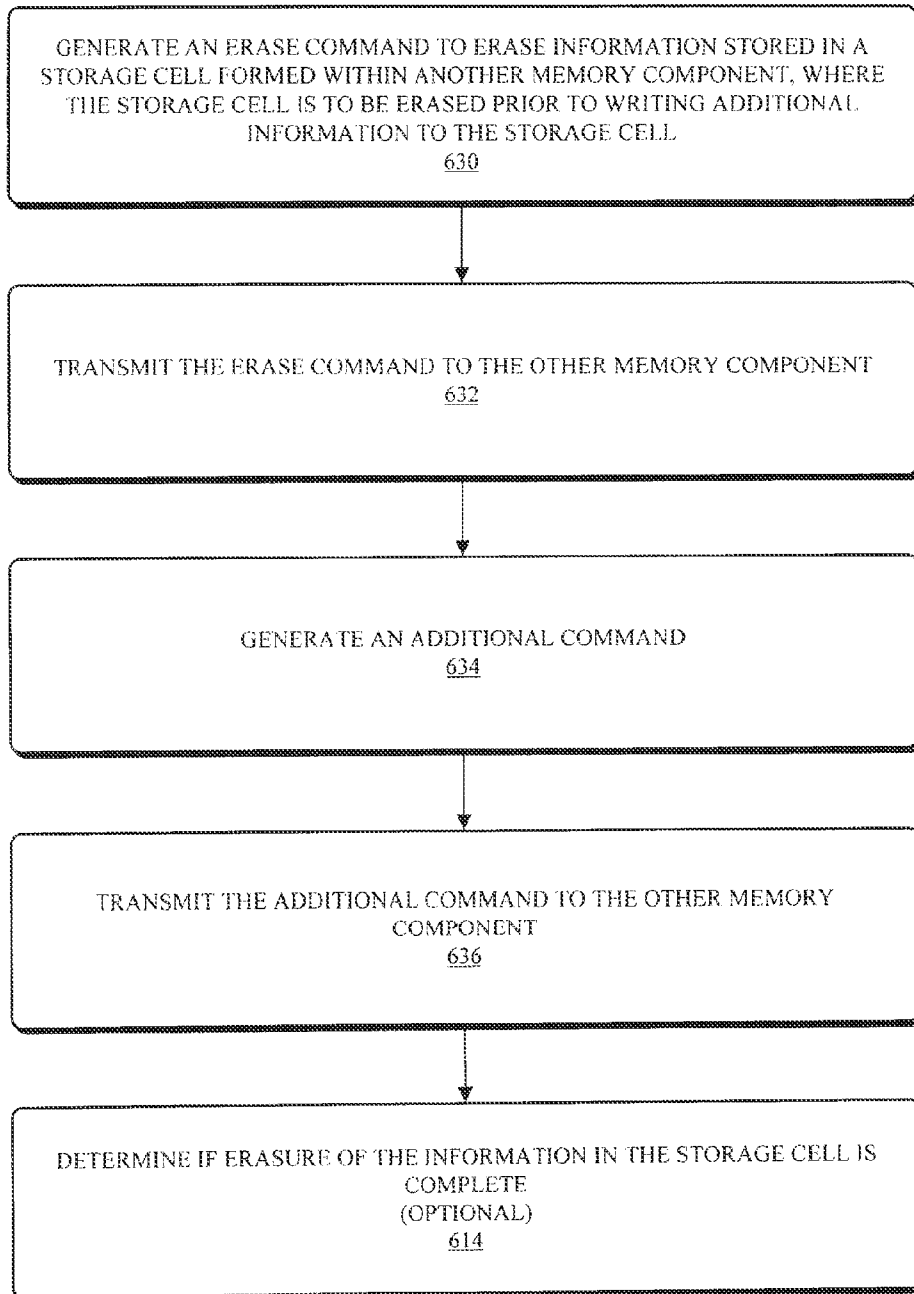 GENERATE AN ERASE COMMAND TO ERASE INFORMATION STORED IN A
STORAGE CELL FORMED WITHIN ANOTHER MEMORY COMPONENT, WHERE
THE STORAGE CELL IS TO BE ERASED PRIOR TO WRITING ADDITIONAL
INFORMATION TO THE STORAGE CELL
630
TRANSMIT THE ERASE COMMAND TO THE OTHER MEMORY COMPONENT
632
GENERATE AN ADDITIONAL COMMAND
634
TRANSMIT THE ADDITIONAL COMMAND TO THE OTHER MEMORY
COMPONENT
636
DETERMINE IF ERASURE OF THE INFORMATION IN THE STORAGE CELL IS
COMPLETE
(OPTIONAL)
614